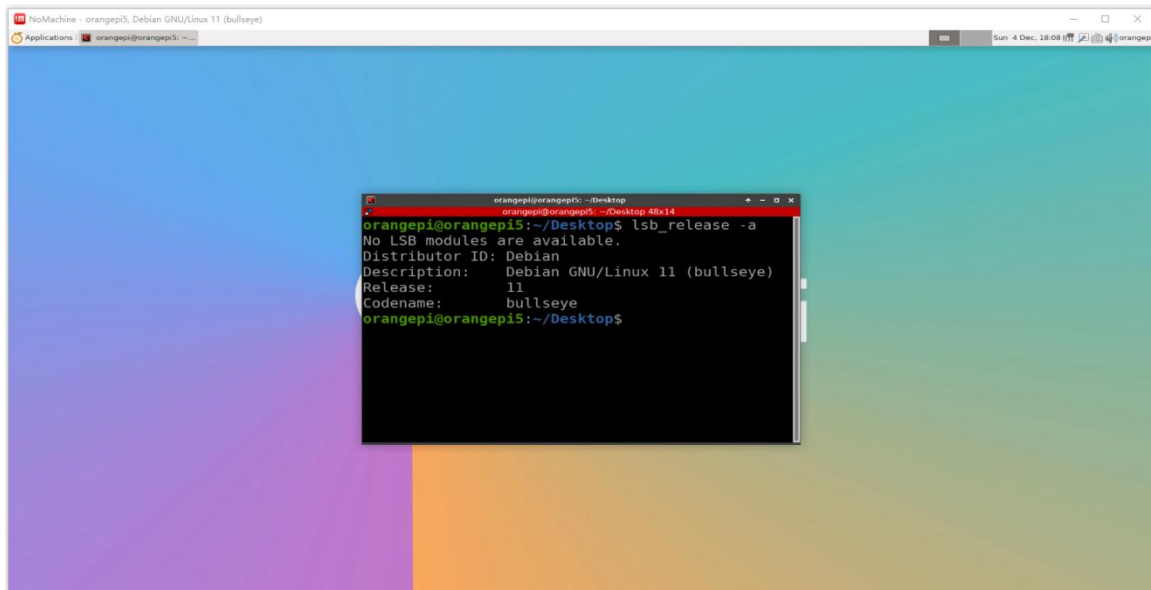 NoMachine - orangepi5, Debian GNU/Linux 11 (bullseye)
Applications : orangepi@orangepi5: ~...
Sun 4 Dec, 18:08 orangep
orangepi@orangepi5: ~/Desktop
orangepi@orangepi5: ~/Desktop 48x14
orangepi@orangepi5:~/Desktop$ lsb_release -a
No LSB modules are available.
Distributor ID: Debian
Description:    Debian GNU/Linux 11 (bullseye)
Release:        11
Codename:       bullseye
orangepi@orangepi5:~/Desktop$